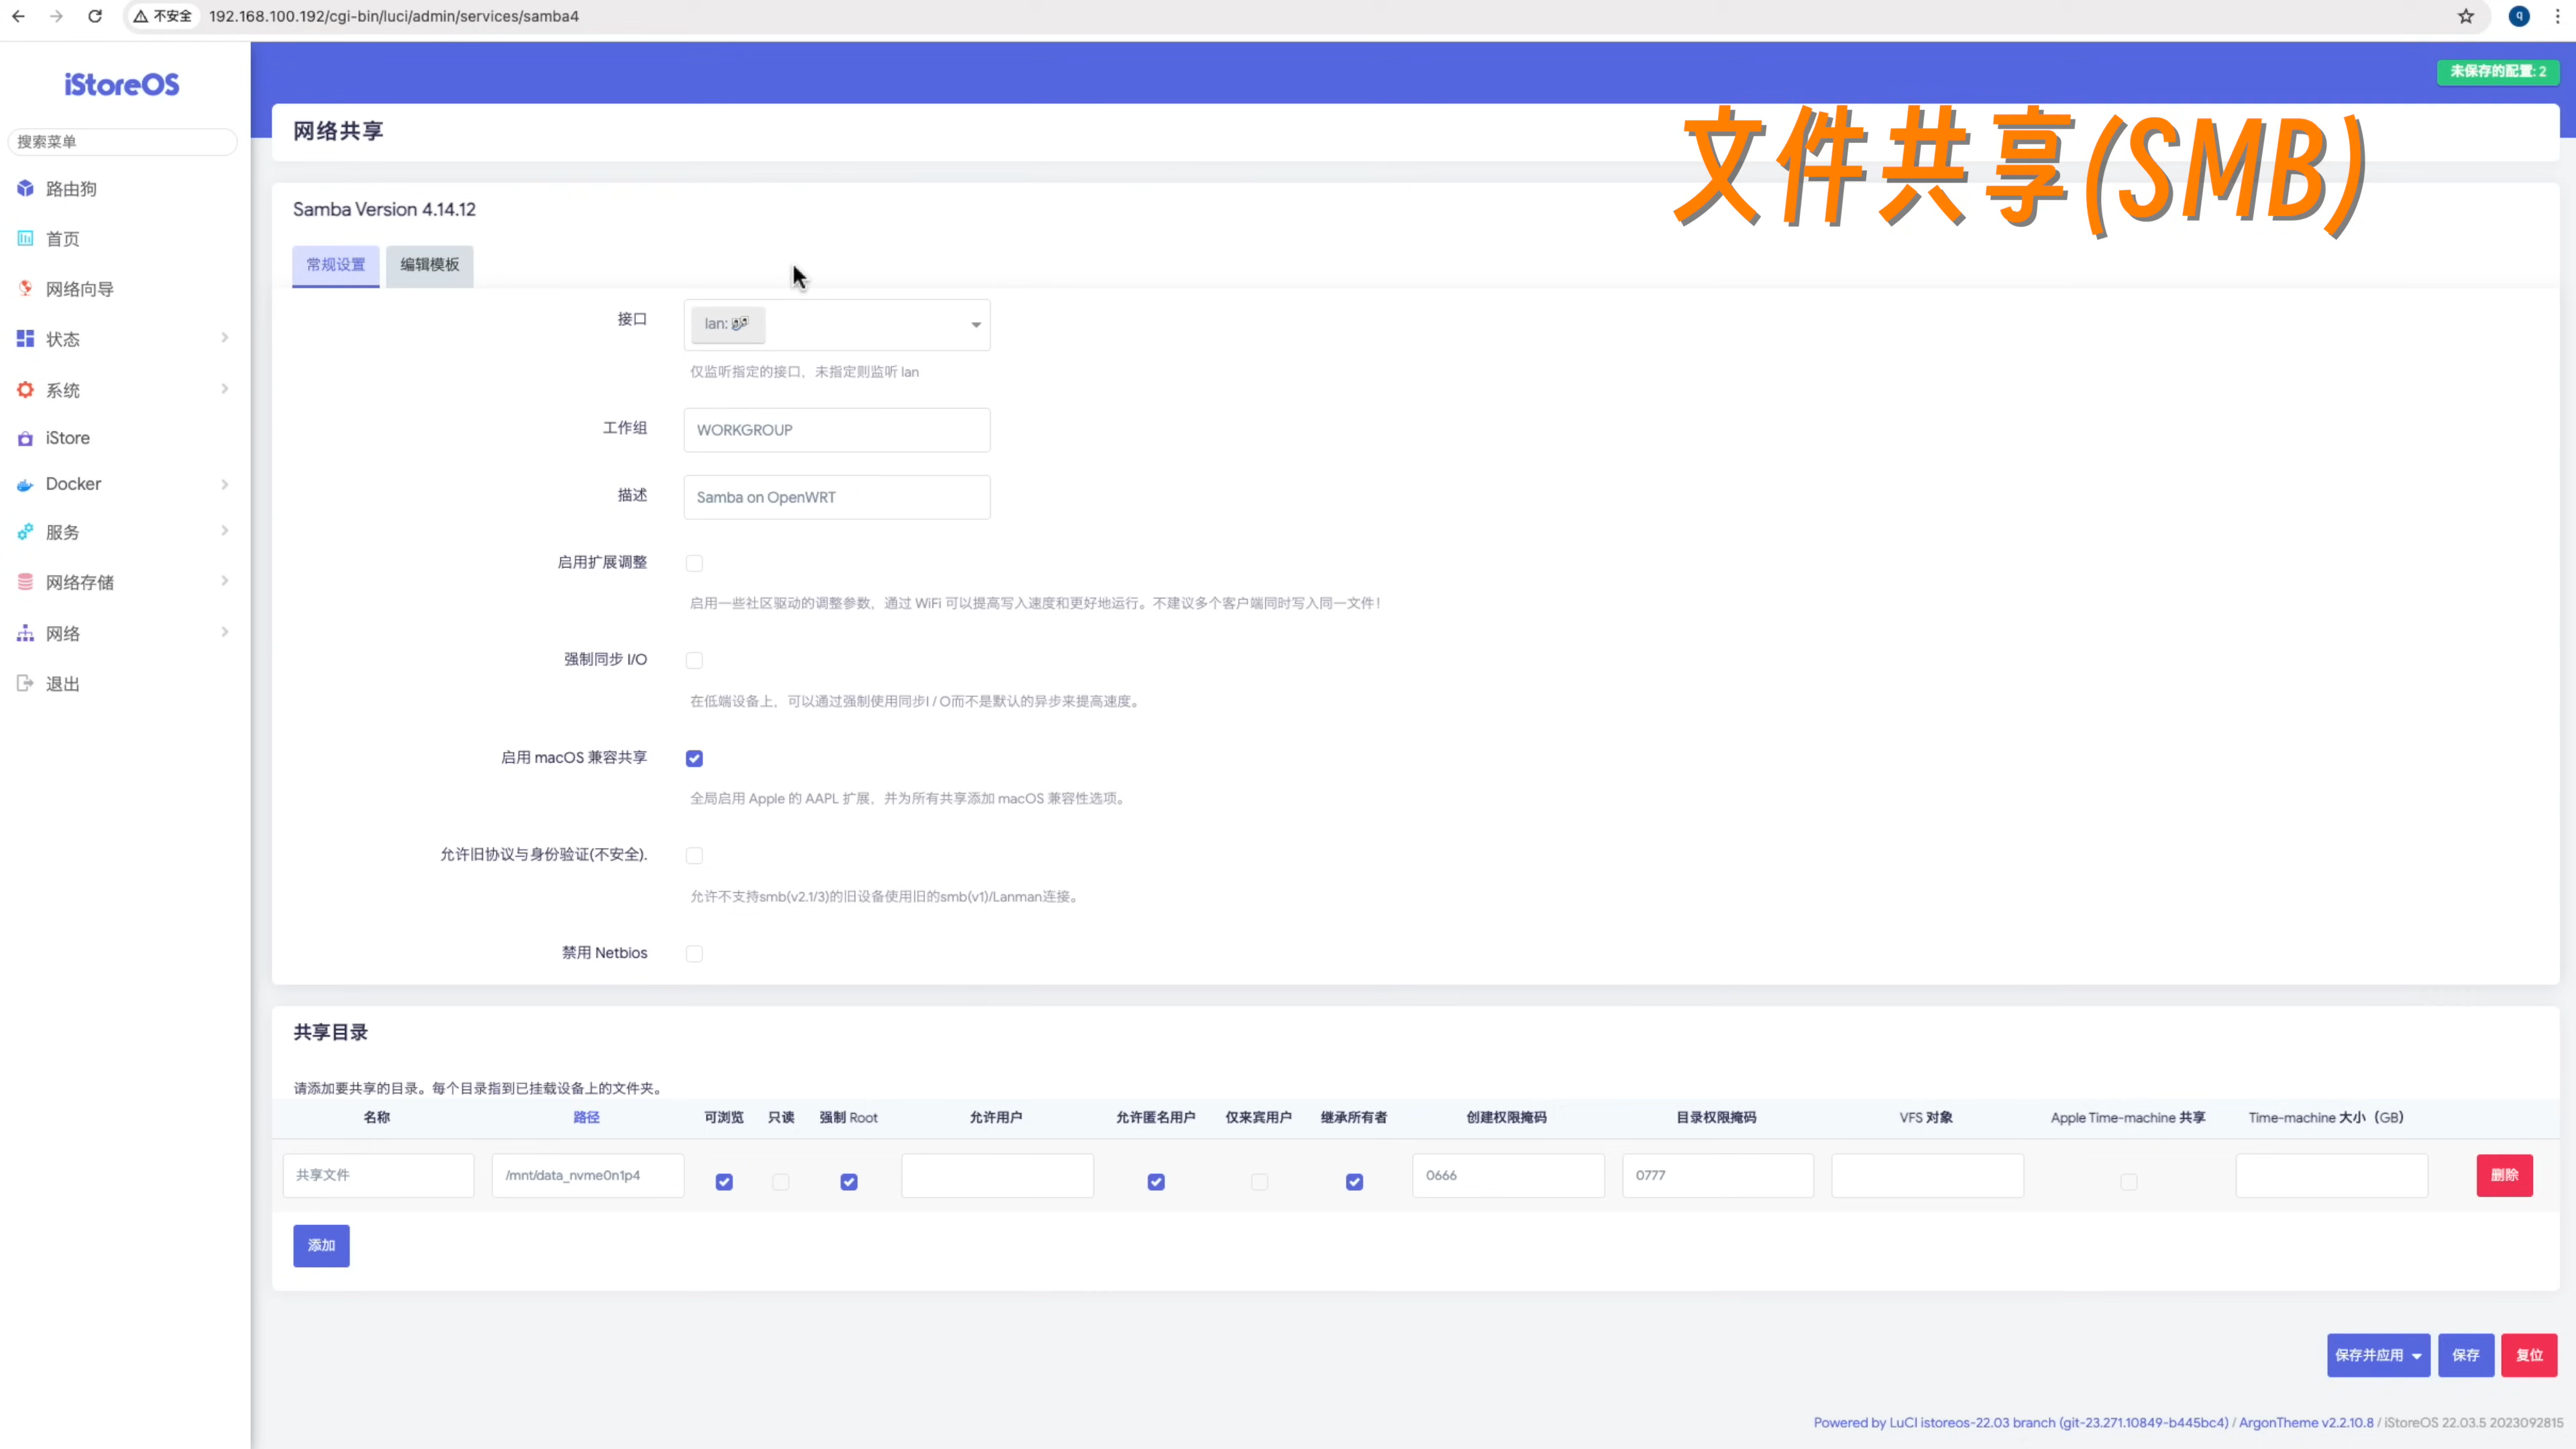 不安全 192.168.100.192/cgi-bin/luci/admin/services/samba4
q
iStoreOS
搜索菜单
路由狗
首页
网络向导
状态
系统
iStore
Docker
服务
网络存储
网络
退出
未保存的配置: 2
网络共享
文件共享(SMB)
Samba Version 4.14.12
常规设置 编辑模板
接口 lan:
仅监听指定的接口，未指定则监听 lan
工作组 WORKGROUP
描述 Samba on OpenWRT
启用扩展调整
启用一些社区驱动的调整参数，通过 WiFi 可以提高写入速度和更好地运行。不建议多个客户端同时写入同一文件！
强制同步 I/O
在低端设备上，可以通过强制使用同步I / O而不是默认的异步来提高速度。
启用 macOS 兼容共享
全局启用 Apple 的 AAPL 扩展，并为所有共享添加 macOS 兼容性选项。
允许旧协议与身份验证(不安全).
允许不支持smb(v2.1/3)的旧设备使用旧的smb(v1)/Lanman连接。
禁用 Netbios
共享目录
请添加要共享的目录。每个目录指到已挂载设备上的文件夹。
名称 路径 可浏览 只读 强制 Root 允许用户 允许匿名用户 仅来宾用户 继承所有者 创建权限掩码 目录权限掩码 VFS 对象 Apple Time-machine 共享 Time-machine 大小（GB）
共享文件 /mnt/data_nvme0n1p4 0666 0777 删除
添加
保存并应用 保存 复位
Powered by LuCI istoreos-22.03 branch (git-23.271.10849-b445bc4) / ArgonTheme v2.2.10.8 / iStoreOS 22.03.5 2023092815